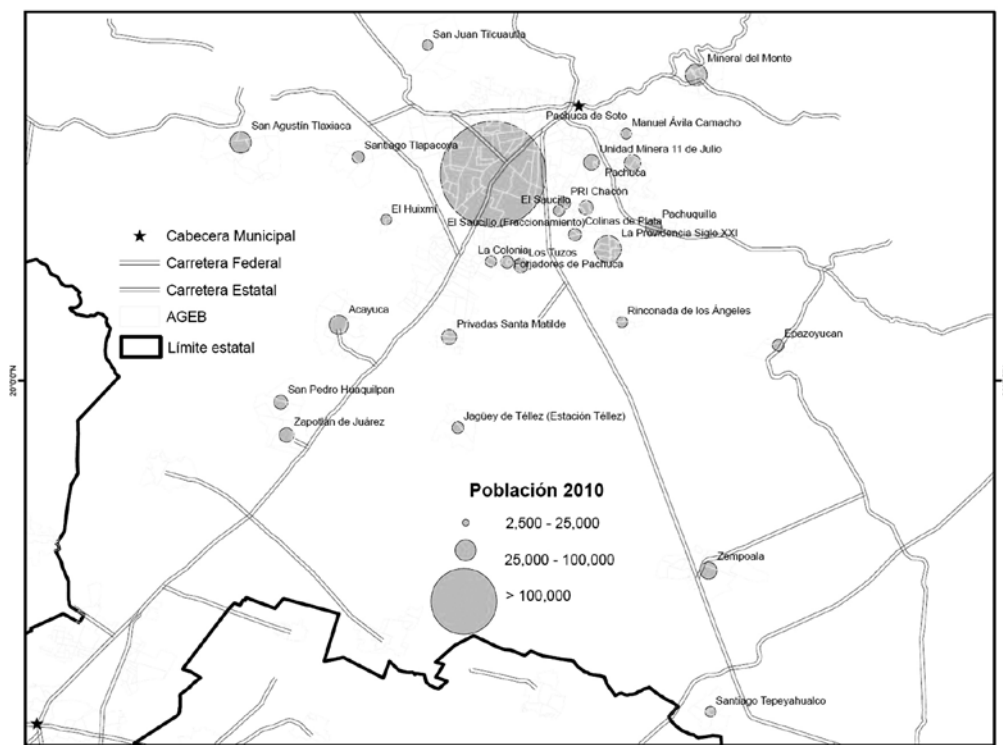 San Juan Tilcuautla
Mineral del Monte
Pachuca de Soto
Manuel Ávila Camacho
San Agustín Tlaxiaca
Santiago Tlapacoya
Unidad Minera 11 de Julio
Pachuca
El Saucillo
PRI Chacón
El Huixmí
El Saucillo (Fraccionamiento)
Colinas de Plata
Pachuquilla
La Providencia Siglo XXI
La Colonia
Los Tuzos
Forjadores de Pachuca
Cabecera Municipal
Carretera Federal
Carretera Estatal
AGEB
Límite estatal
Acayuca
Privadas Santa Matilde
Rinconada de los Ángeles
Epazoyucan
20°0'0"N
San Pedro Huaquilpan
Zapotlán de Juárez
Jagüey de Téllez (Estación Téllez)
Población 2010
2,500 - 25,000
25,000 - 100,000
> 100,000
Zempoala
Santiago Tepeyahualco